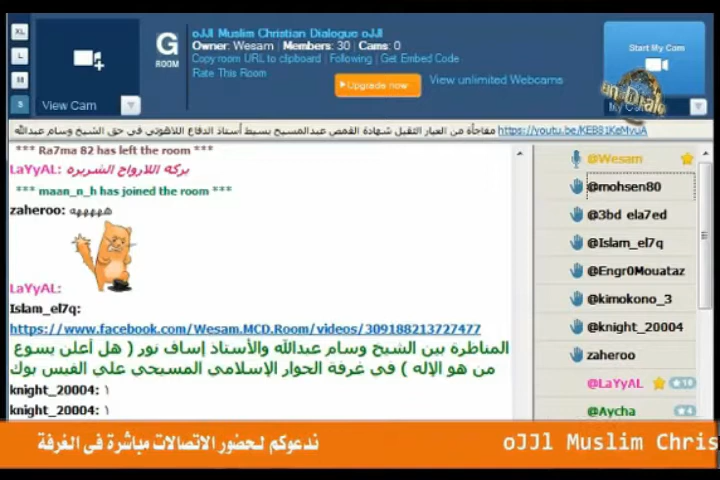 XL
L
M
S
View Cam
G
ROOM
oJJl Muslim Christian Dialogue oJJl
Owner: Wesam | Members: 30 | Cams: 0
Copy room URL to clipboard | Following | Get Embed Code
Rate This Room
Upgrade now
View unlimited Webcams
Start My Cam
مفاجأة من العيار الثقيل شهادة القمص عبدالمسيح بسيط أستاذ الدفاع اللاهوتى فى حق الشيخ وسام عبدالله https://youtu.be/KEB81KeMvuA
*** Ra7ma 82 has left the room ***
LaYyAL: بركه اللارواح الشريره
*** maan_n_h has joined the room ***
zaheroo: هههههه
LaYyAL:
Islam_el7q:
https://www.facebook.com/Wesam.MCD.Room/videos/309188213727477
المناظرة بين الشيخ وسام عبدالله والأستاذ إساف نور ( هل أعلن يسوع
من هو الإله ) في غرفة الحوار الإسلامي المسيحي علي الفيس بوك
knight_20004: ١
knight_20004: ١
@Wesam
@mohsen80
@3bd ela7ed
@Islam_el7q
@Engr0Mouataz
@kimokono_3
@knight_20004
zaheroo
@LaYyAL
@Aycha
ندعوكم لحضور الاتصالات مباشرة فى الغرفة
oJJl Muslim Chris